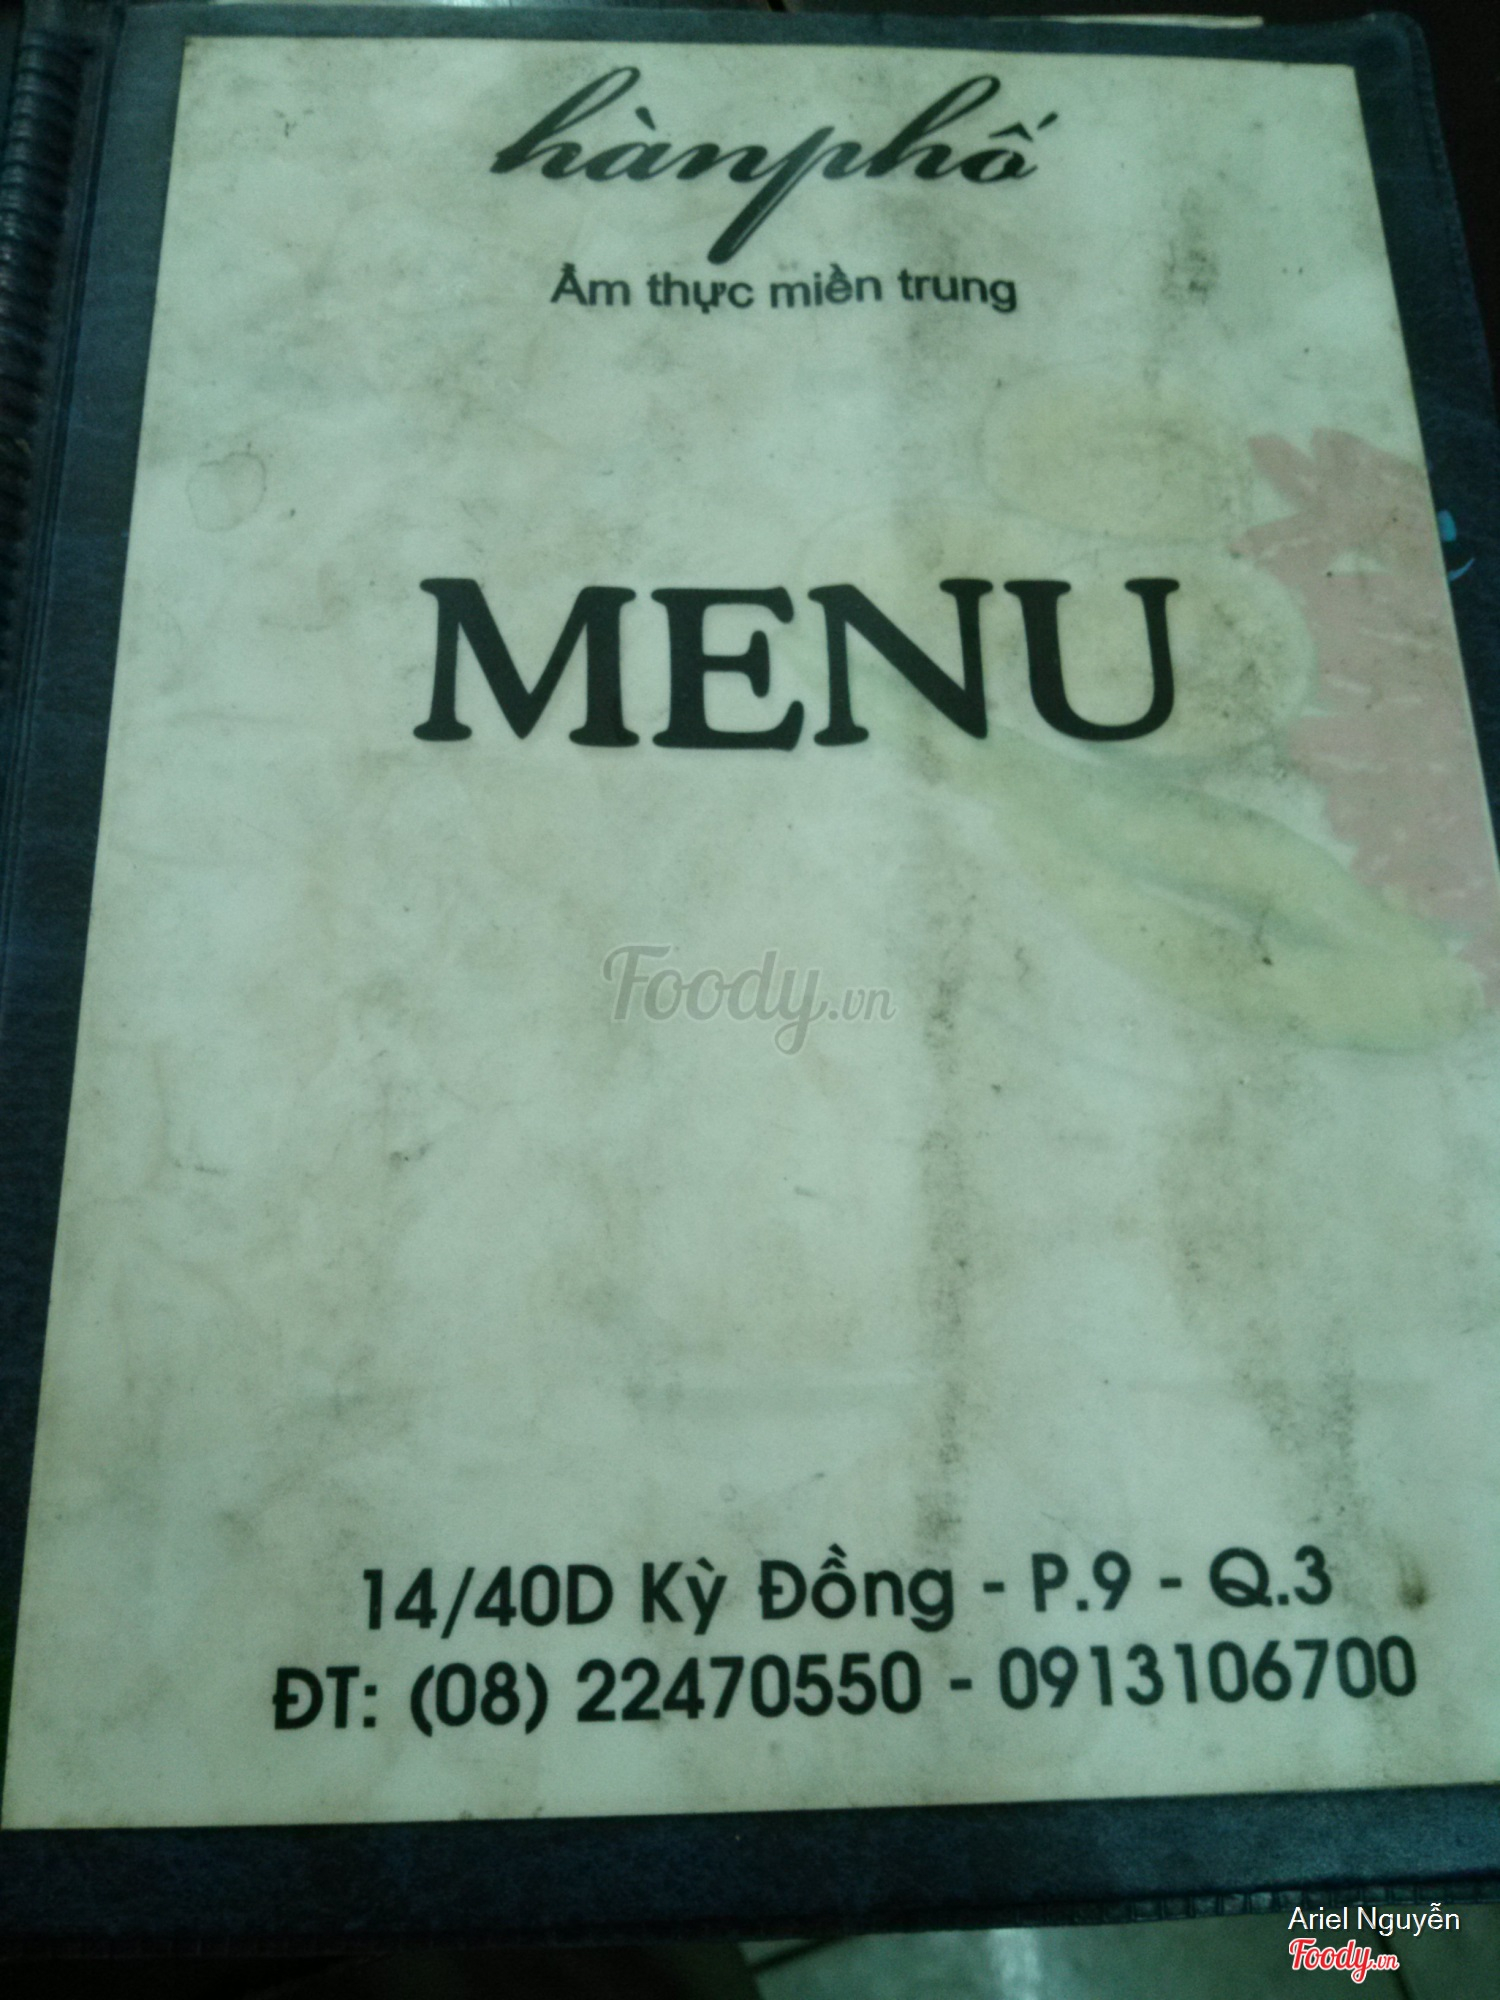 hànphố
Ẩm thực miền trung
MENU
Foody.vn
14/40D Kỳ Đồng - P.9 - Q.3
ĐT: (08) 22470550 - 0913106700
Ariel Nguyễn
Foody.vn